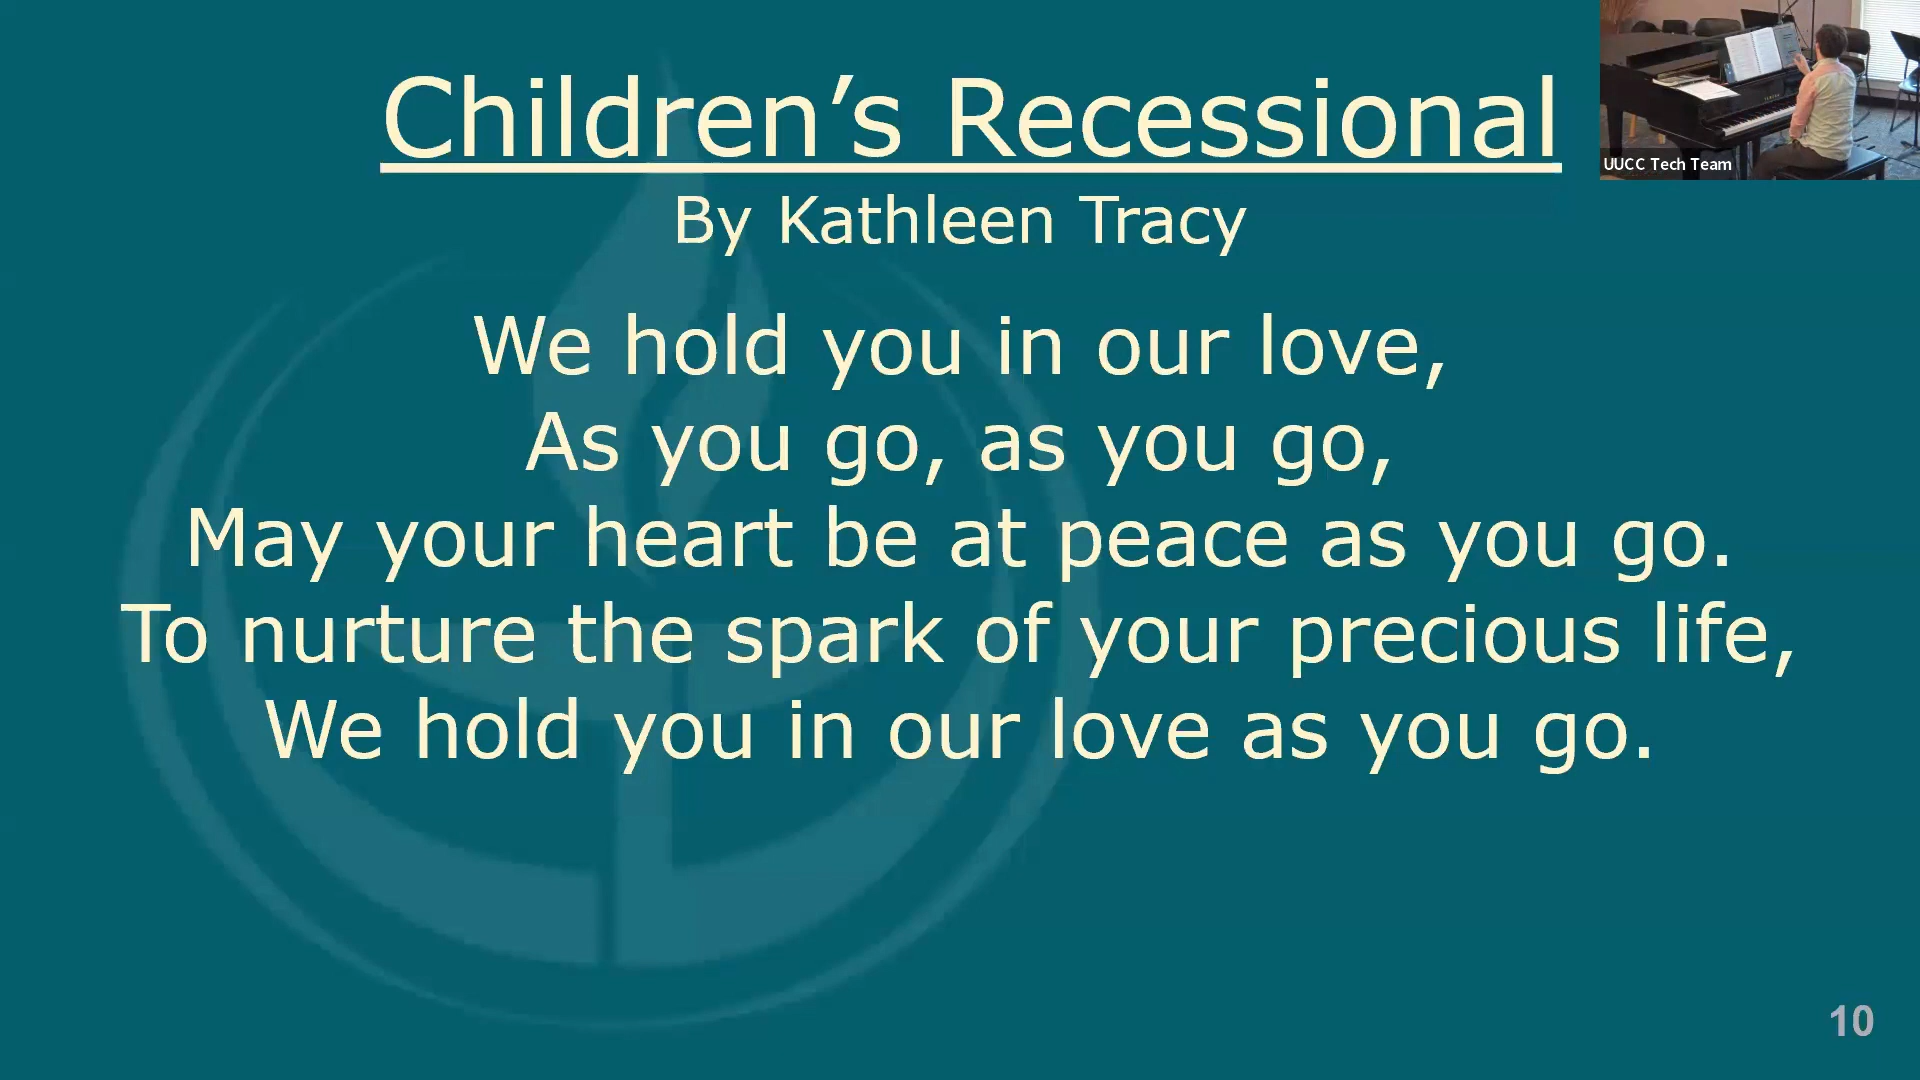 Children’s Recessional
By Kathleen Tracy
We hold you in our love,
As you go, as you go,
May your heart be at peace as you go.
To nurture the spark of your precious life,
We hold you in our love as you go.
UUCC Tech Team
10